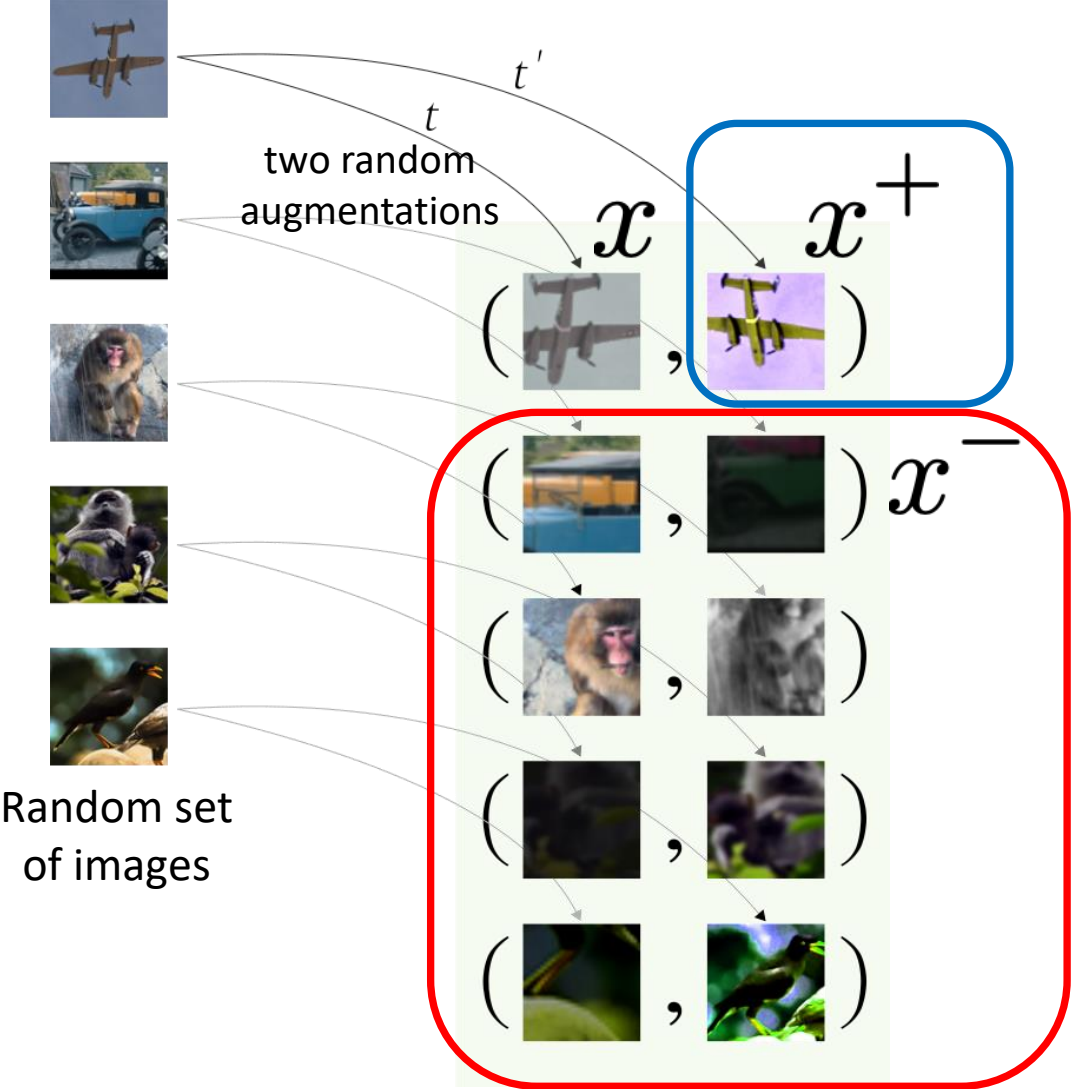 t'
t
two random
augmentations
x x⁺
( , )
( , ) x⁻
( , )
( , )
( , )
Random set
of images